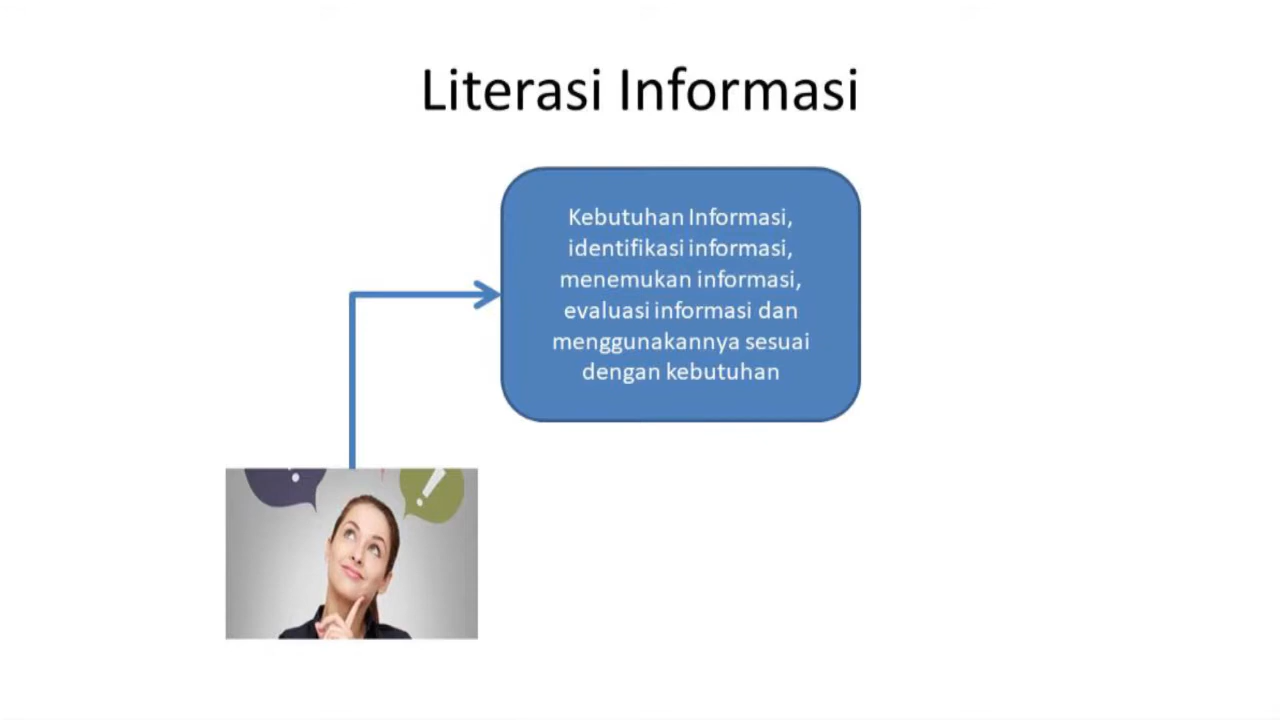 Literasi Informasi
Kebutuhan Informasi,
identifikasi informasi,
menemukan informasi,
evaluasi informasi dan
menggunakannya sesuai
dengan kebutuhan